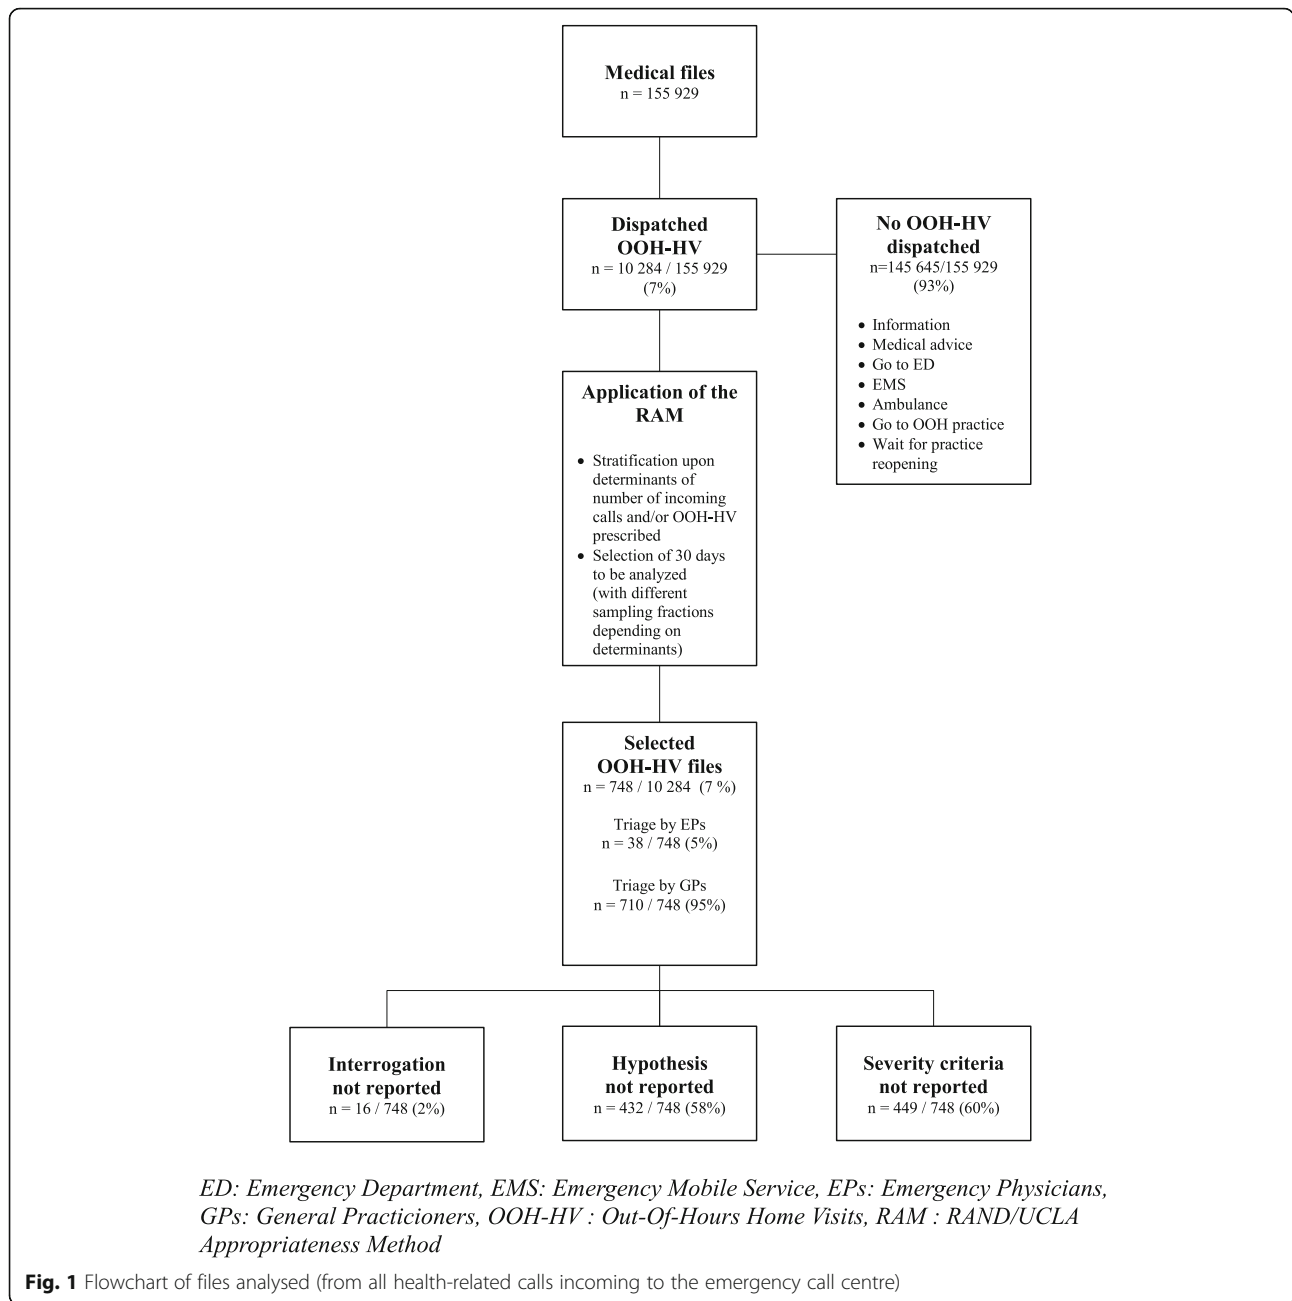 Medical files
n = 155 929
Dispatched
OOH-HV
n = 10 284 / 155 929
(7%)
No OOH-HV
dispatched
n=145 645/155 929
(93%)
• Information
• Medical advice
• Go to ED
• EMS
• Ambulance
• Go to OOH practice
• Wait for practice
reopening
Application of the
RAM
• Stratification upon
determinants of
number of incoming
calls and/or OOH-HV
prescribed
• Selection of 30 days
to be analyzed
(with different
sampling fractions
depending on
determinants)
Selected
OOH-HV files
n = 748 / 10 284 (7 %)
Triage by EPs
n = 38 / 748 (5%)
Triage by GPs
n = 710 / 748 (95%)
Interrogation
not reported
n = 16 / 748 (2%)
Hypothesis
not reported
n = 432 / 748 (58%)
Severity criteria
not reported
n = 449 / 748 (60%)
ED: Emergency Department, EMS: Emergency Mobile Service, EPs: Emergency Physicians,
GPs: General Practicioners, OOH-HV : Out-Of-Hours Home Visits, RAM : RAND/UCLA
Appropriateness Method
Fig. 1 Flowchart of files analysed (from all health-related calls incoming to the emergency call centre)